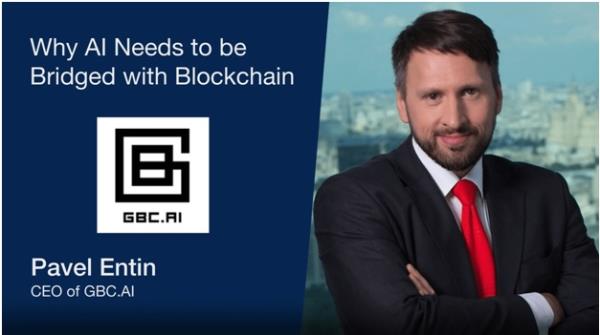 Why AI Needs to be
Bridged with Blockchain
GBC.AI
Pavel Entin
CEO of GBC.AI